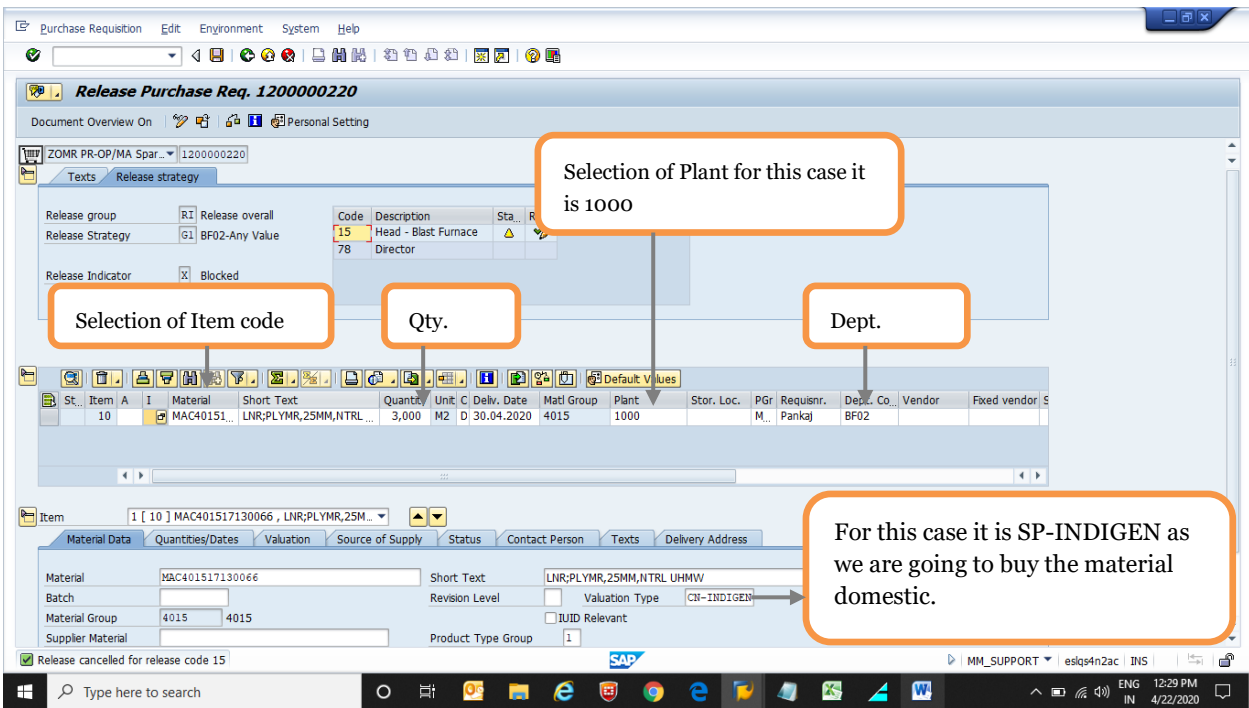 Purchase Requisition Edit Environment System Help
Release Purchase Req. 1200000220
Document Overview On Personal Setting
ZOMR PR-OP/MA Spar... 1200000220
Texts Release strategy
Selection of Plant for this case it
is 1000
Release group RI Release overall
Code Description Sta... R
Release Strategy G1 BF02-Any Value
15 Head - Blast Furnace
78 Director
Release Indicator X Blocked
Selection of Item code
Qty.
Dept.
Default Values
St... Item A I Material Short Text Quantity Unit C Deliv. Date Matl Group Plant Stor. Loc. PGr Requisnr. Dept. Co... Vendor Fixed vendor S
10 MAC40151... LNR;PLYMR,25MM,NTRL ... 3,000 M2 D 30.04.2020 4015 1000 M... Pankaj BF02
Item 1 [ 10 ] MAC401517130066 , LNR;PLYMR,25M...
Material Data Quantities/Dates Valuation Source of Supply Status Contact Person Texts Delivery Address
For this case it is SP-INDIGEN as
we are going to buy the material
domestic.
Material MAC401517130066 Short Text LNR;PLYMR,25MM,NTRL UHMW
Batch Revision Level Valuation Type CN-INDIGEN
Material Group 4015 4015 IUID Relevant
Supplier Material Product Type Group 1
Release cancelled for release code 15 SAP MM_SUPPORT eslqs4n2ac INS
Type here to search
ENG 12:29 PM
IN 4/22/2020